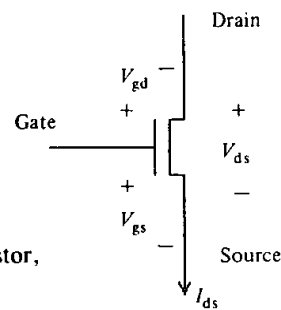 Drain
V_gd −
+ +
Gate
V_ds
+ −
V_gs
− Source
stor,
I_ds